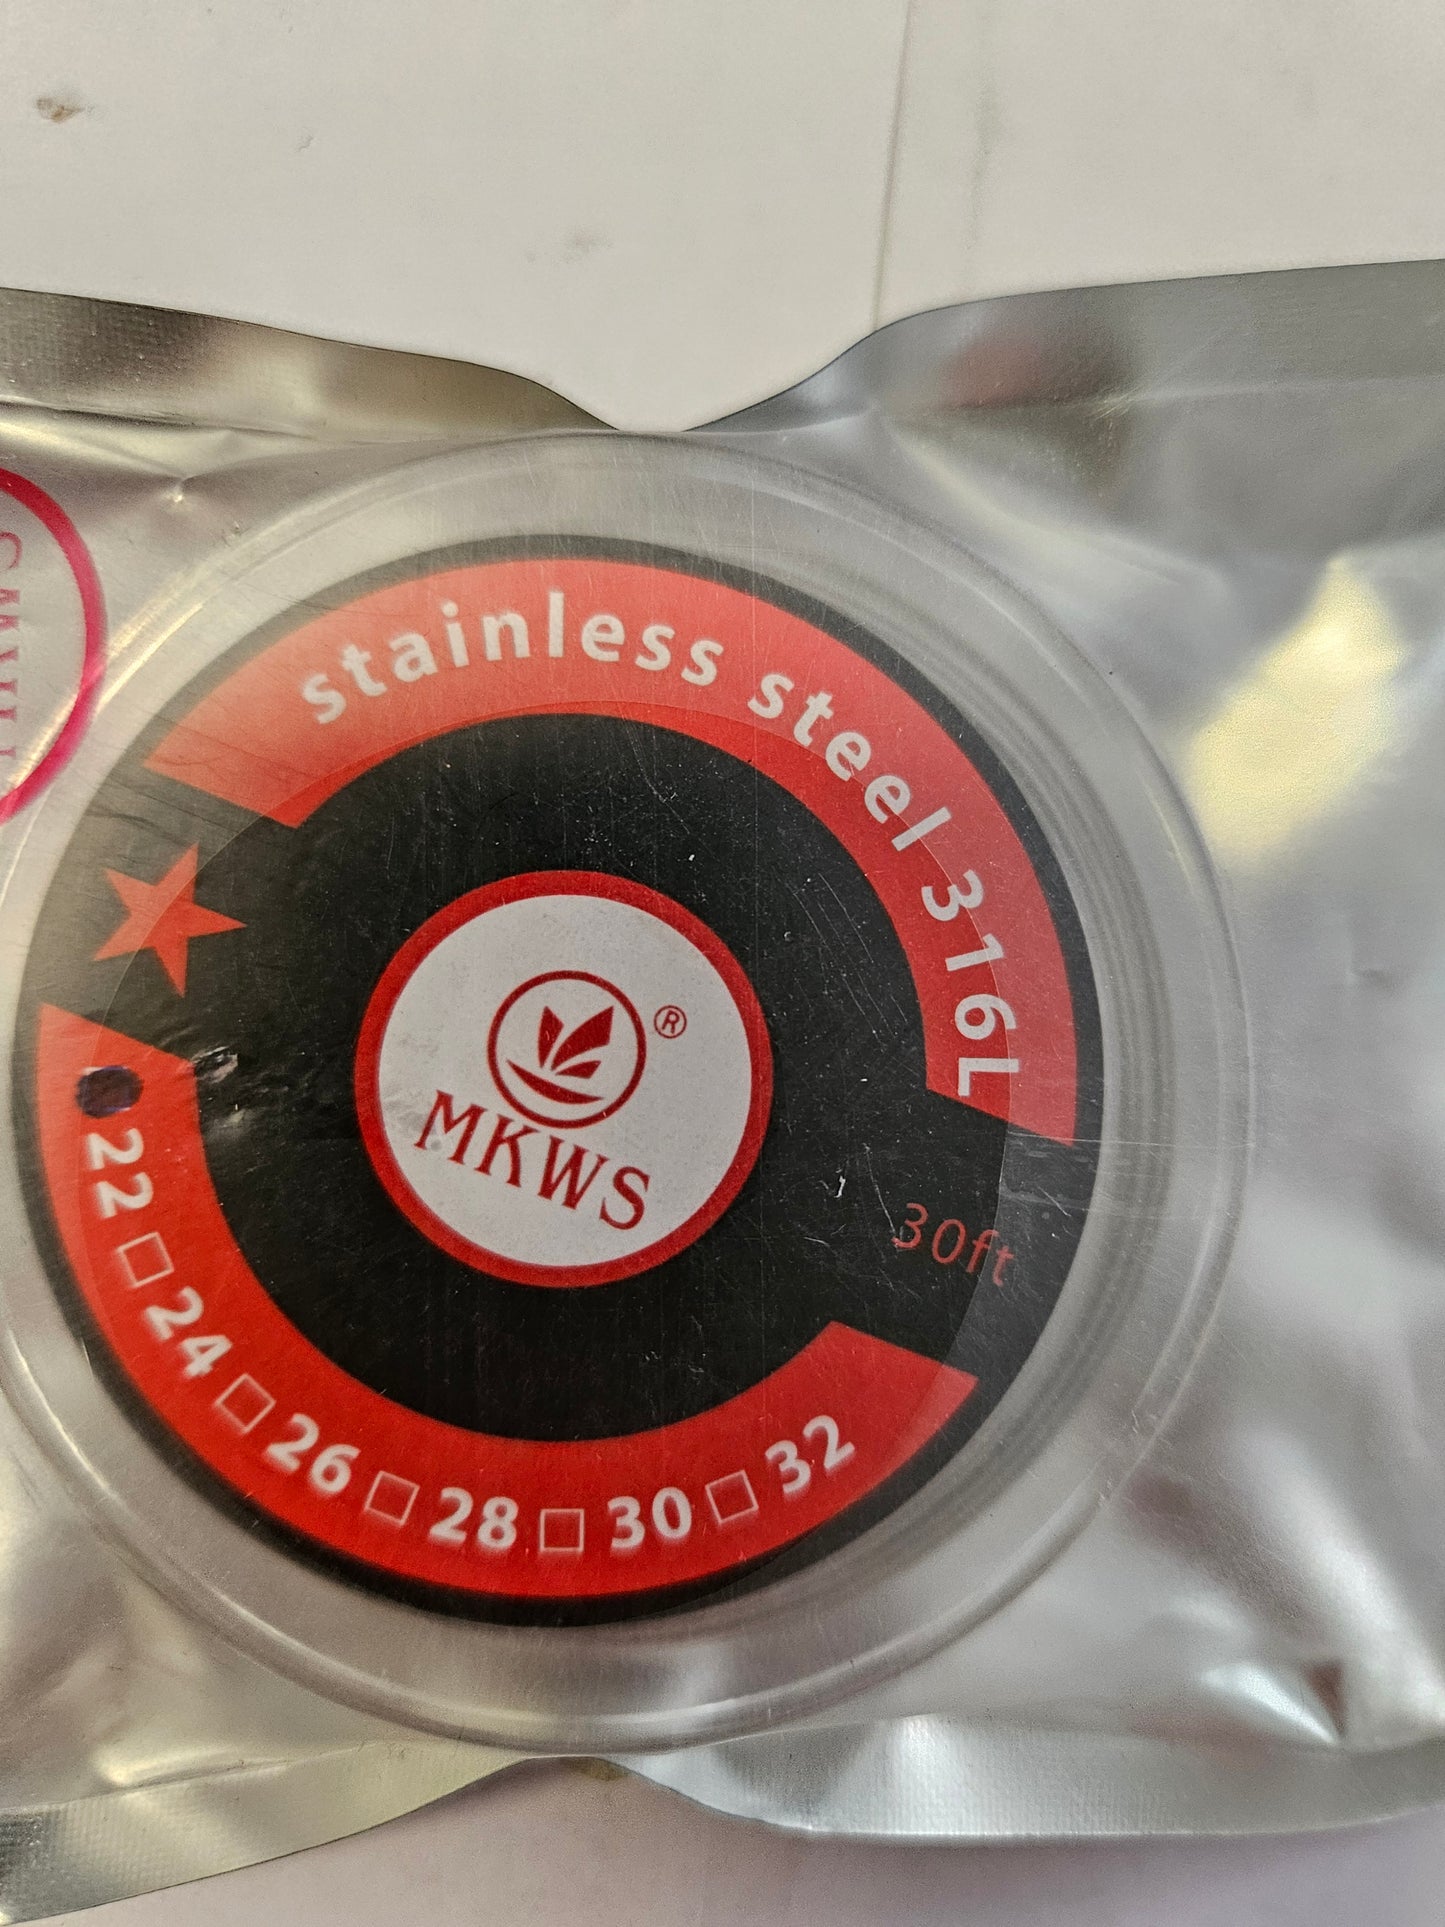 stainless steel 316L
®
MKWS
30ft
22 24 26 28 30 32